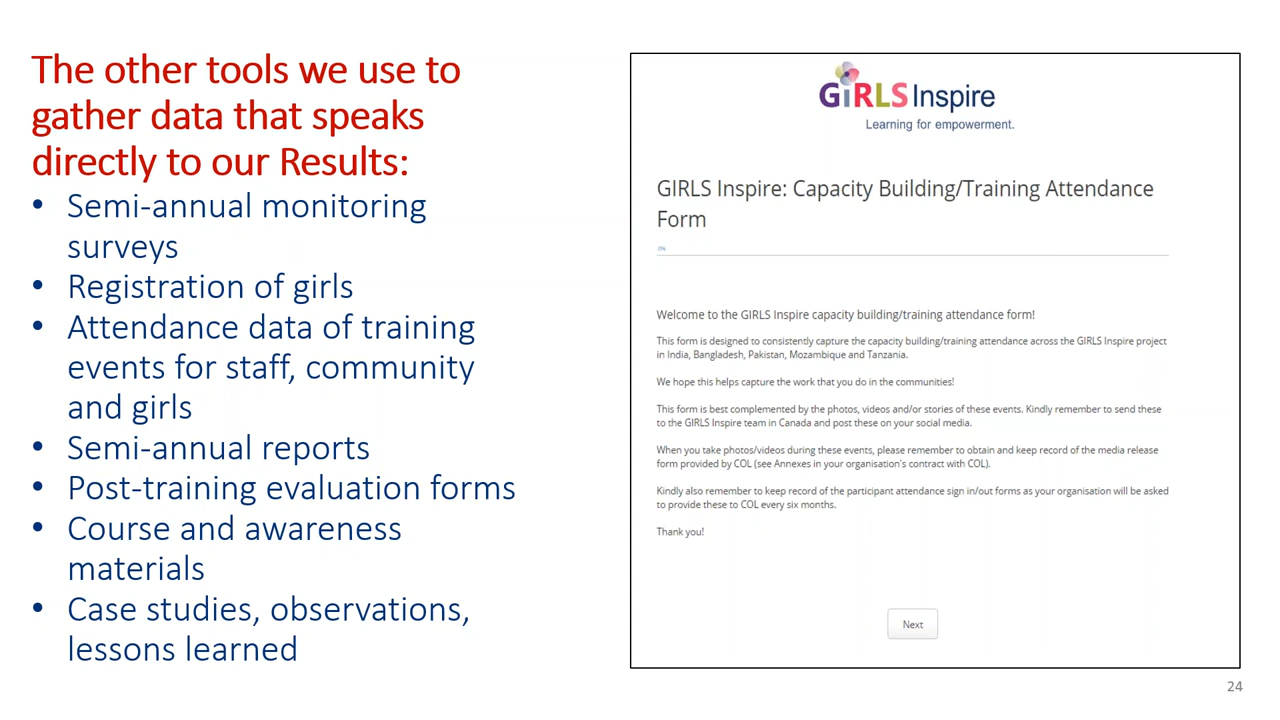 The other tools we use to
gather data that speaks
directly to our Results:
• Semi-annual monitoring
surveys
• Registration of girls
• Attendance data of training
events for staff, community
and girls
• Semi-annual reports
• Post-training evaluation forms
• Course and awareness
materials
• Case studies, observations,
lessons learned
GiRLS Inspire
Learning for empowerment.
GIRLS Inspire: Capacity Building/Training Attendance
Form
0%
Welcome to the GIRLS Inspire capacity building/training attendance form!
This form is designed to consistently capture the capacity building/training attendance across the GIRLS Inspire project
in India, Bangladesh, Pakistan, Mozambique and Tanzania.
We hope this helps capture the work that you do in the communities!
This form is best complemented by the photos, videos and/or stories of these events. Kindly remember to send these
to the GIRLS Inspire team in Canada and post these on your social media.
When you take photos/videos during these events, please remember to obtain and keep record of the media release
form provided by COL (see Annexes in your organisation's contract with COL).
Kindly also remember to keep record of the participant attendance sign in/out forms as your organisation will be asked
to provide these to COL every six months.
Thank you!
Next
24